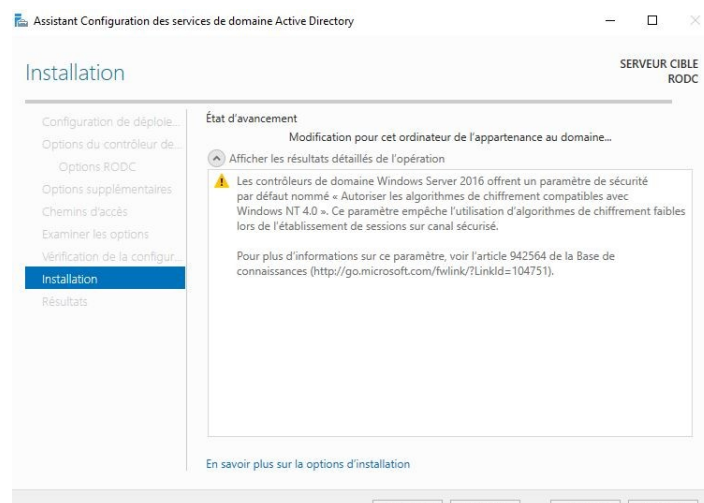 Assistant Configuration des services de domaine Active Directory
Installation
SERVEUR CIBLE
RODC
Configuration de déploie...
Options du contrôleur de...
Options RODC
Options supplémentaires
Chemins d'accès
Examiner les options
Vérification de la configur...
Installation
Résultats
État d'avancement
Modification pour cet ordinateur de l'appartenance au domaine...
Afficher les résultats détaillés de l'opération
Les contrôleurs de domaine Windows Server 2016 offrent un paramètre de sécurité
par défaut nommé « Autoriser les algorithmes de chiffrement compatibles avec
Windows NT 4.0 ». Ce paramètre empêche l'utilisation d'algorithmes de chiffrement faibles
lors de l'établissement de sessions sur canal sécurisé.
Pour plus d'informations sur ce paramètre, voir l'article 942564 de la Base de
connaissances (http://go.microsoft.com/fwlink/?LinkId=104751).
En savoir plus sur la options d'installation